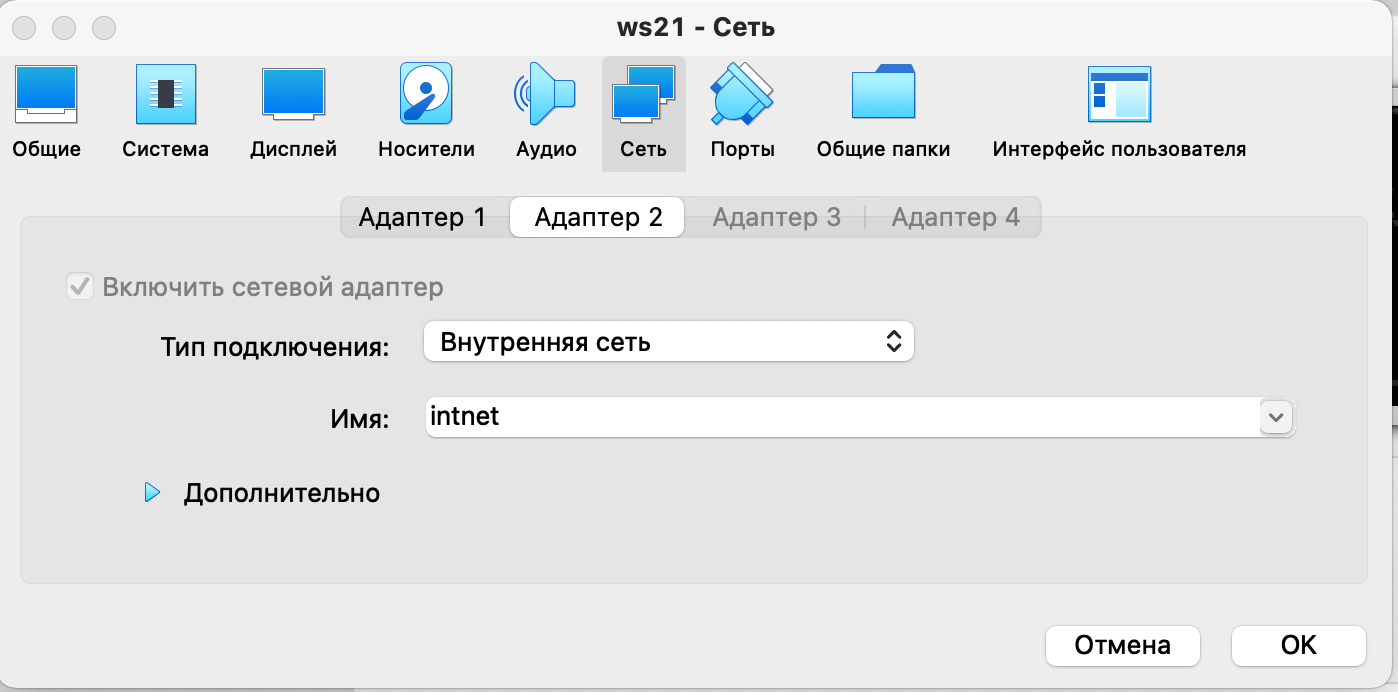 ws21 - Сеть
Общие Система Дисплей Носители Аудио Сеть Порты Общие папки Интерфейс пользователя
Адаптер 1 Адаптер 2 Адаптер 3 Адаптер 4
Включить сетевой адаптер
Тип подключения: Внутренняя сеть
Имя: intnet
Дополнительно
Отмена OK